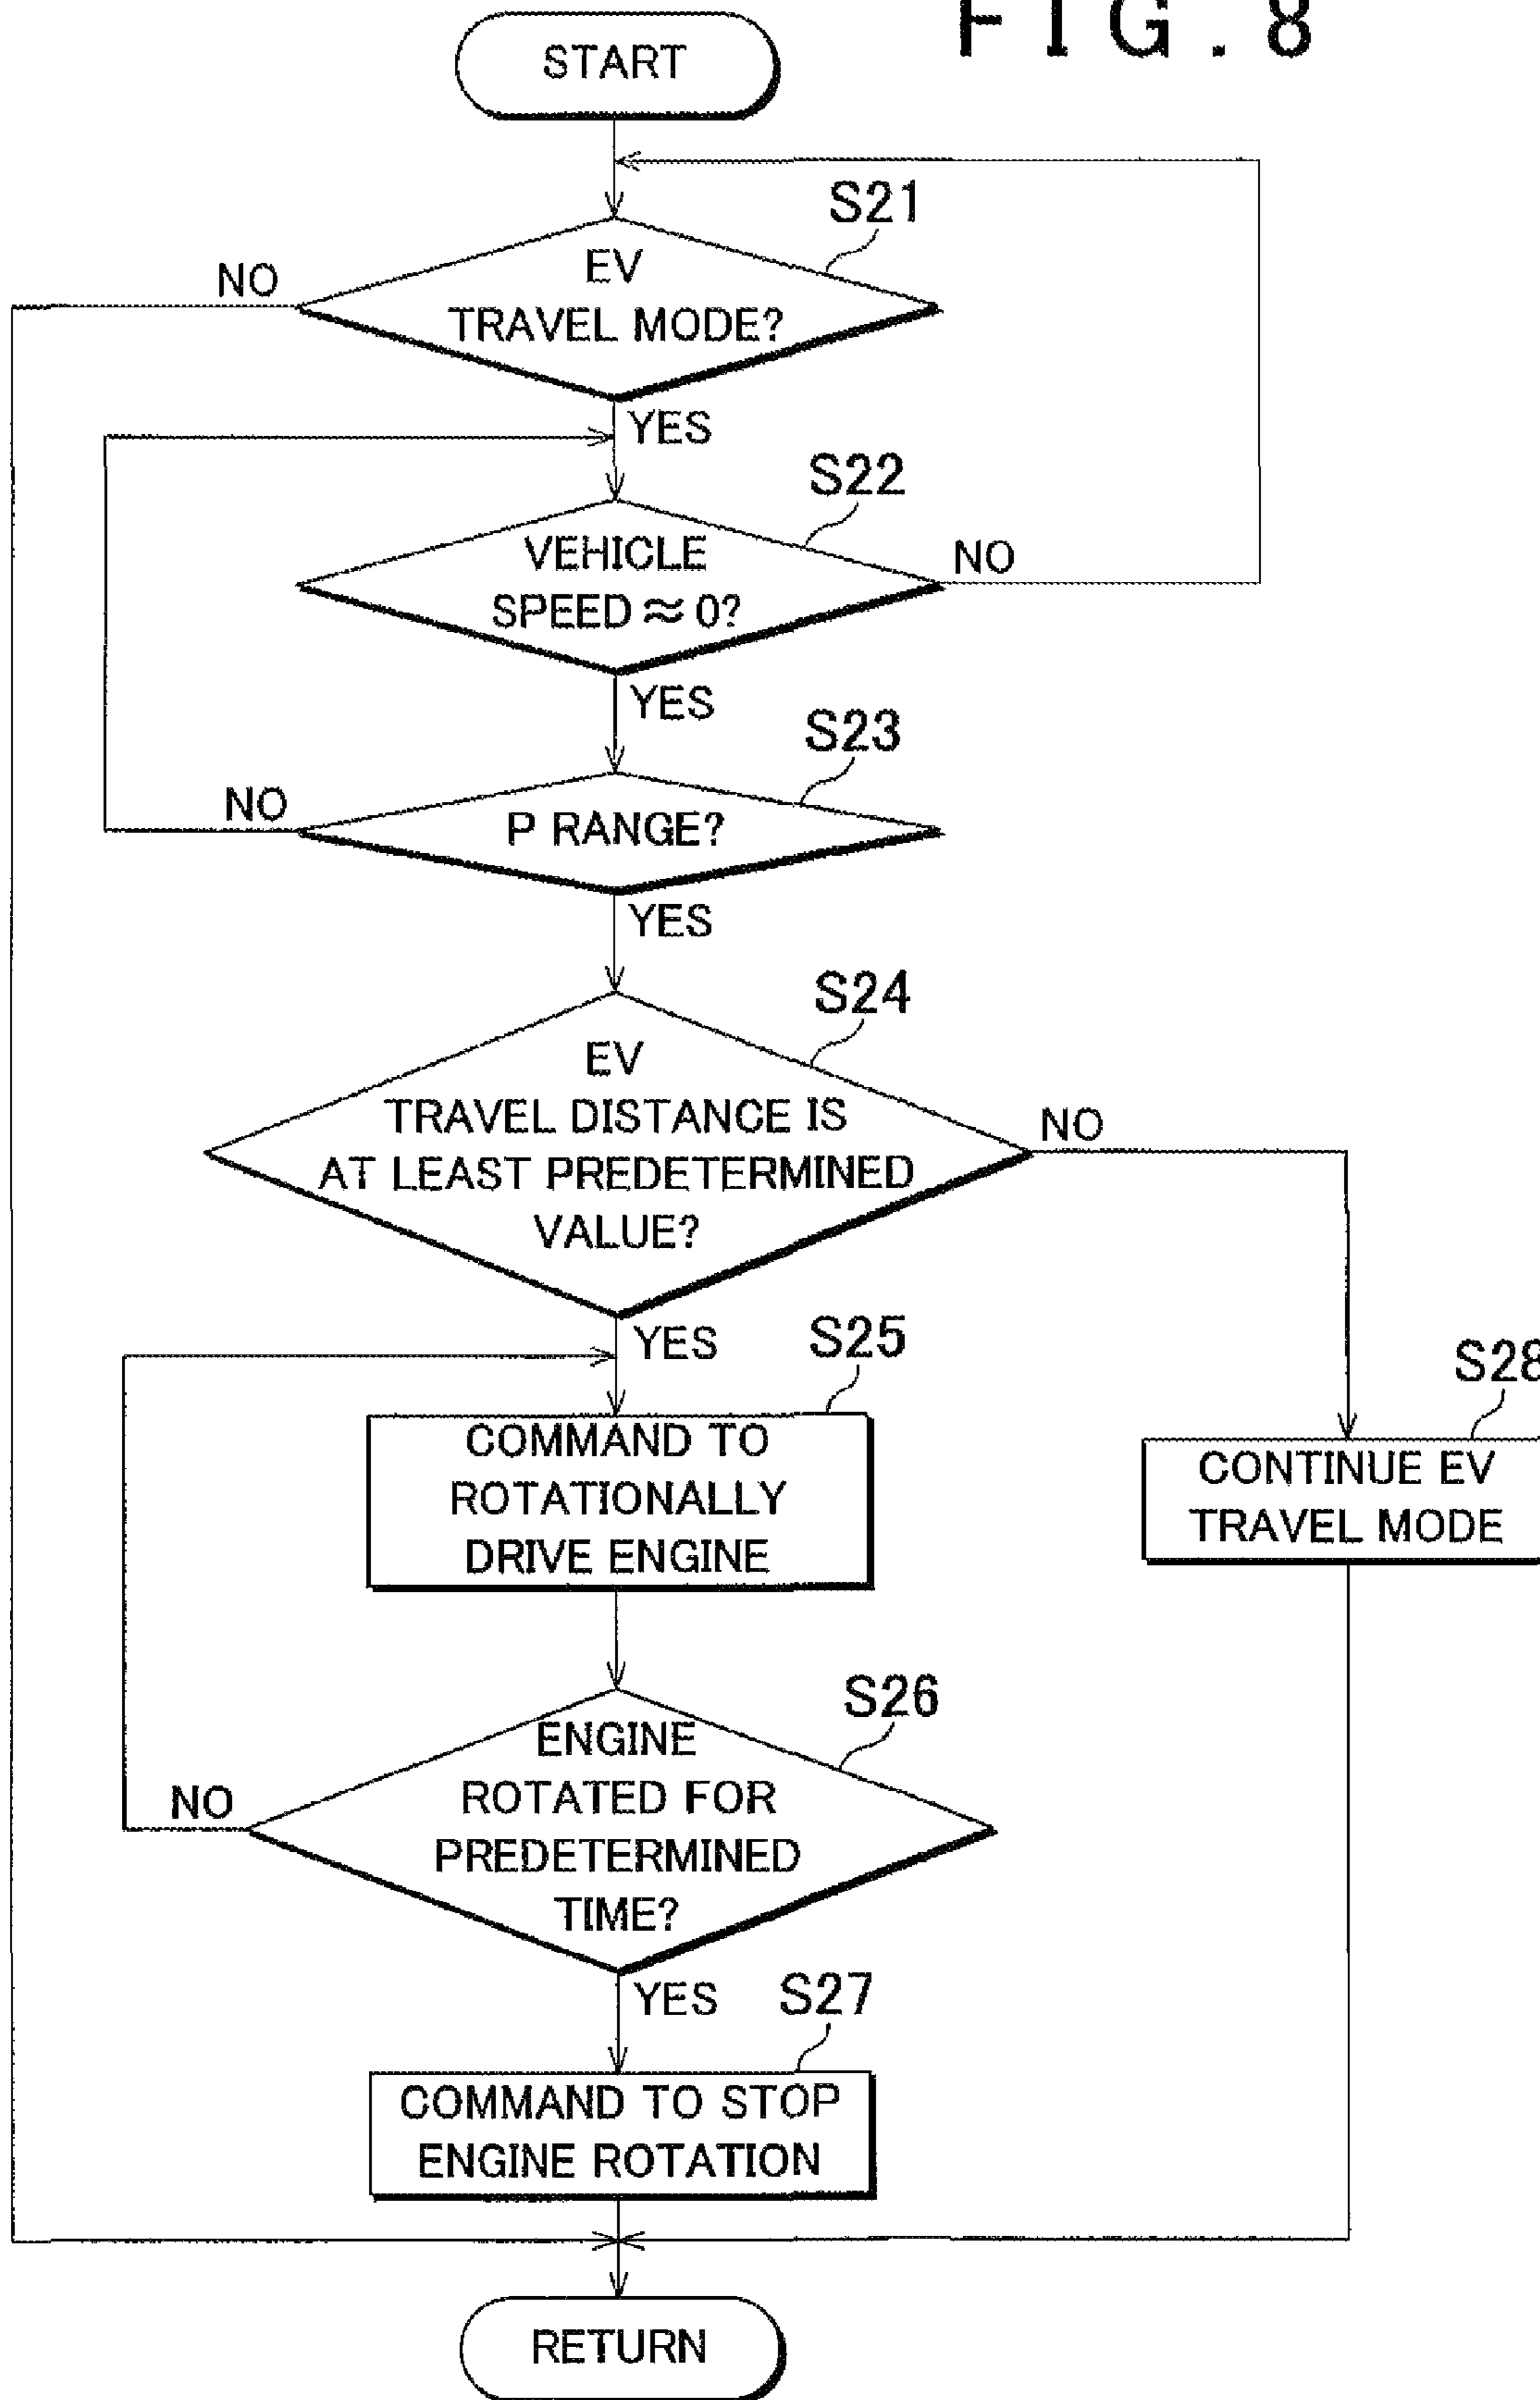 FIG.8
START
S21
EV
TRAVEL MODE?
NO
YES
S22
VEHICLE
SPEED ≈ 0?
NO
YES
S23
P RANGE?
NO
YES
S24
EV
TRAVEL DISTANCE IS
AT LEAST PREDETERMINED
VALUE?
NO
YES
S25
COMMAND TO
ROTATIONALLY
DRIVE ENGINE
S28
CONTINUE EV
TRAVEL MODE
S26
ENGINE
ROTATED FOR
PREDETERMINED
TIME?
NO
YES
S27
COMMAND TO STOP
ENGINE ROTATION
RETURN